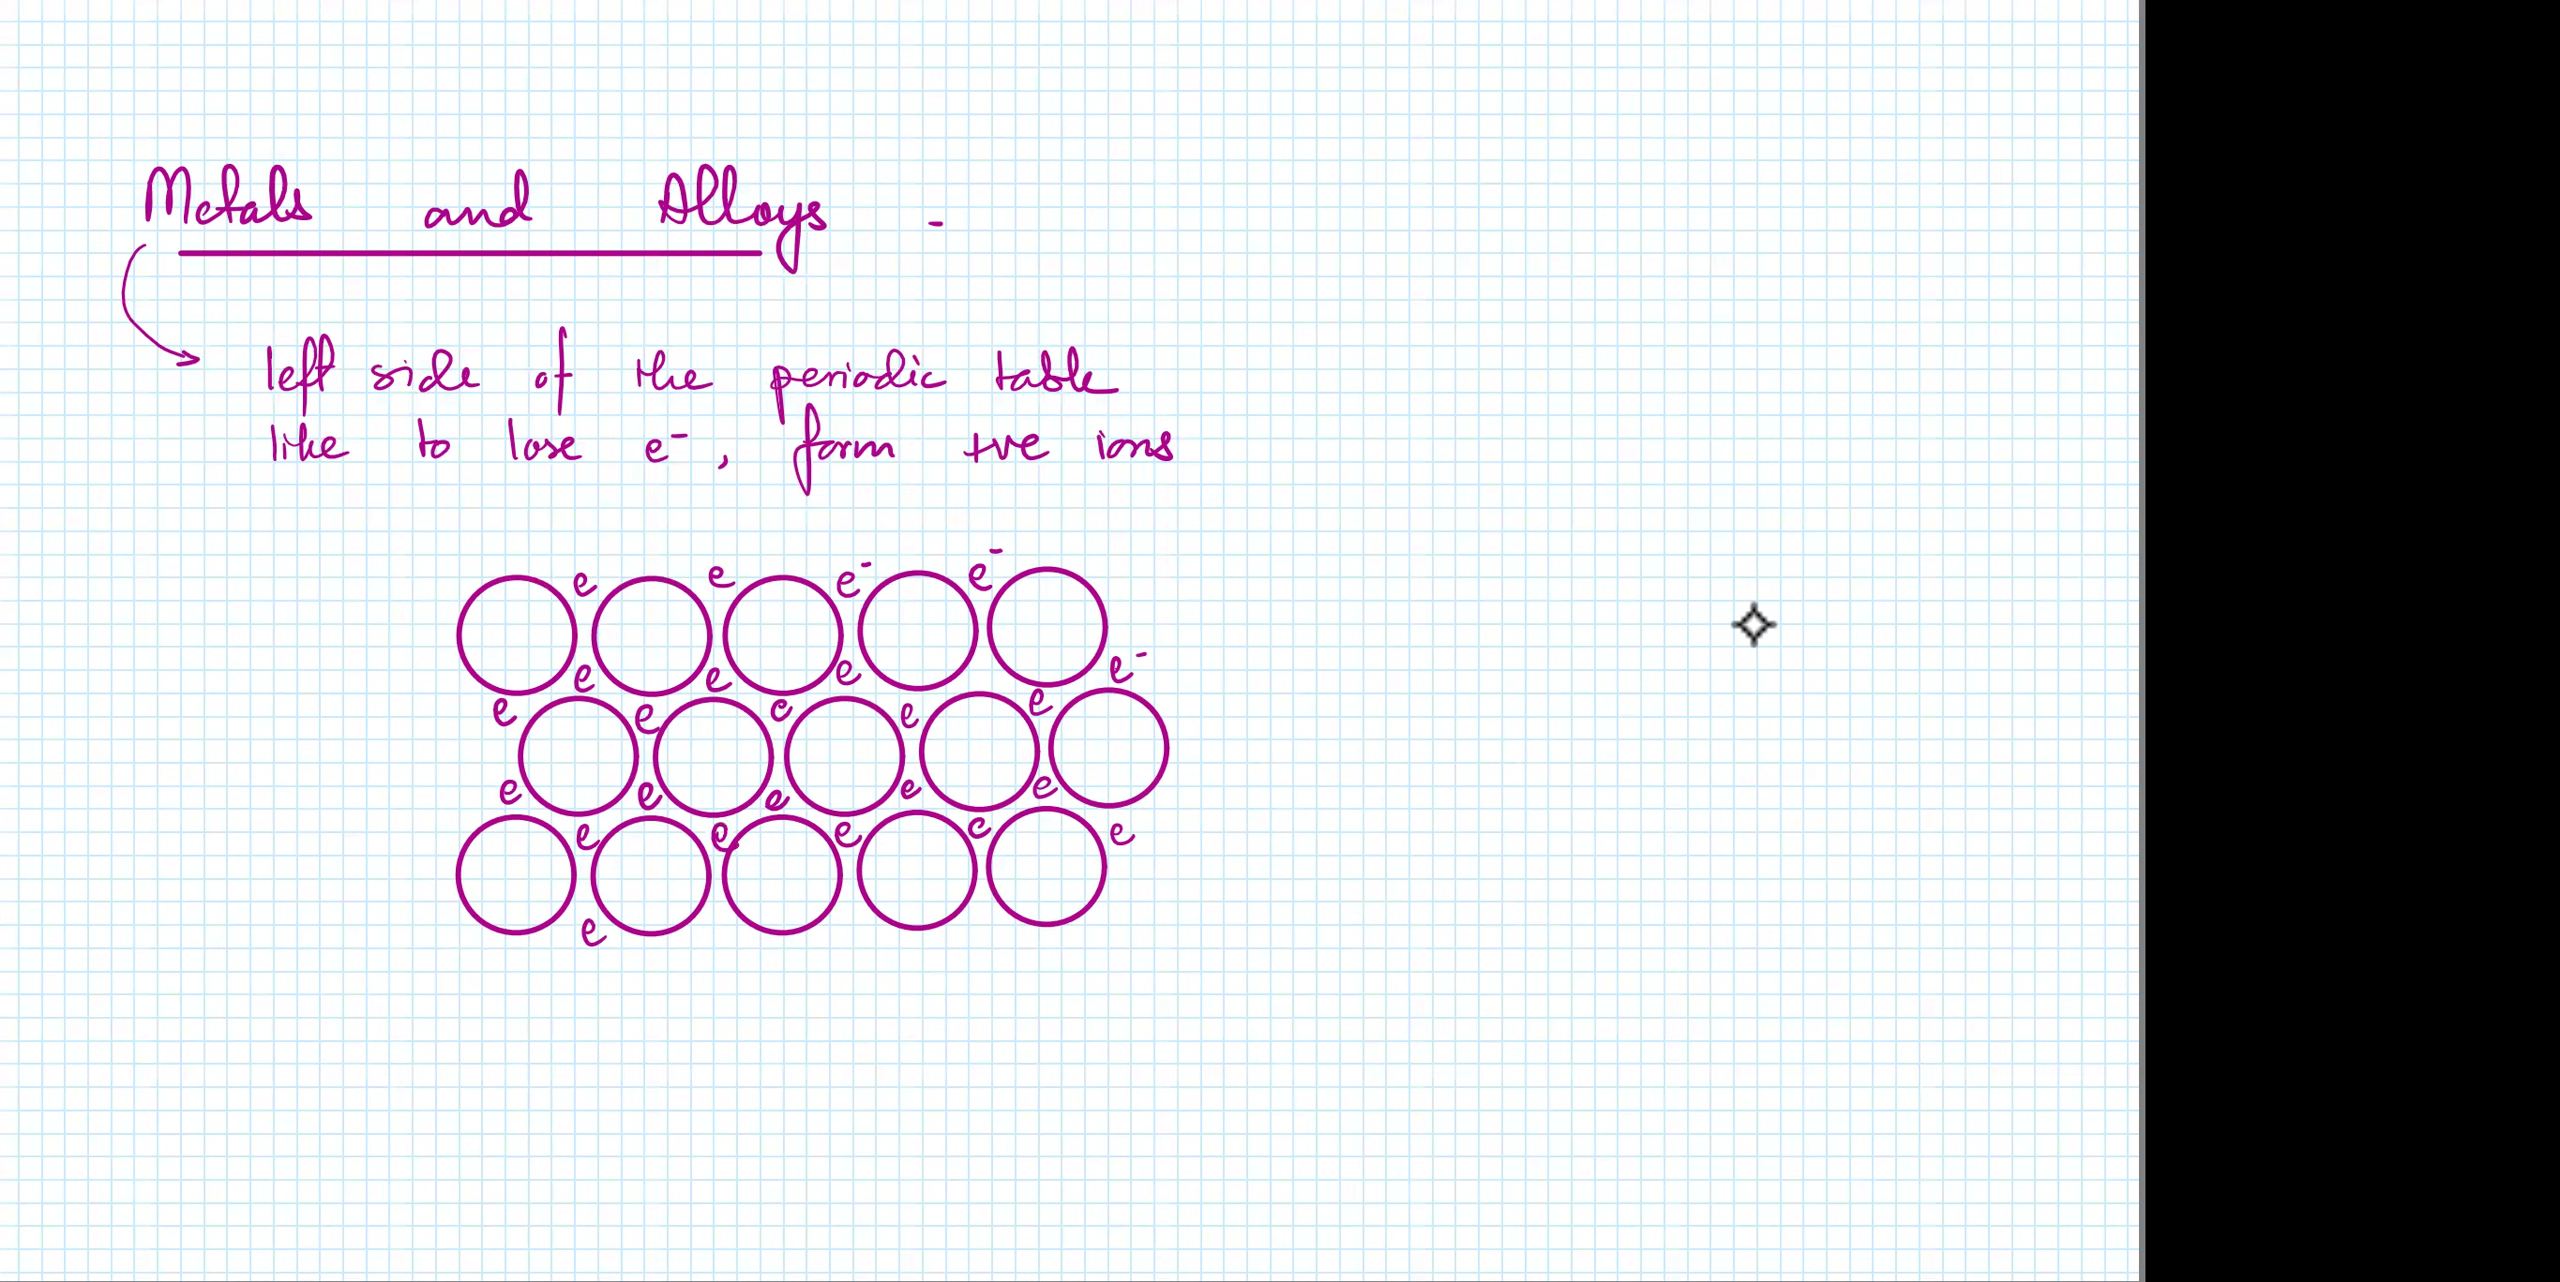 Metals and Alloys -
left side of the periodic table
like to lose e⁻, form +ve ions
e e e⁻ e⁻
e e e e⁻
e e e e e
e e e e e
e e e e e
e